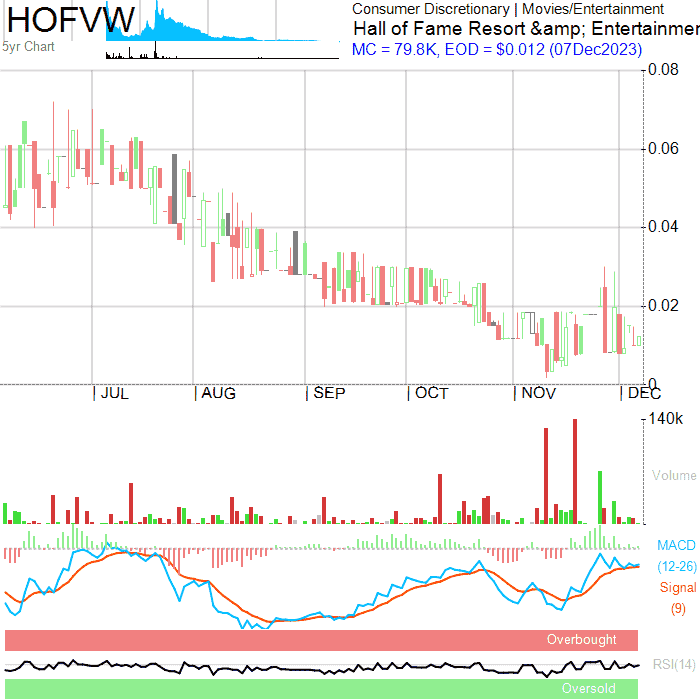 HOFVW
5yr Chart
Consumer Discretionary | Movies/Entertainment
Hall of Fame Resort &amp; Entertainmen
MC = 79.8K, EOD = $0.012 (07Dec2023)
0.08
0.06
0.04
0.02
0
| JUL
| AUG
| SEP
| OCT
| NOV
| DEC
140k
Volume
MACD
(12-26)
Signal
(9)
Overbought
RSI(14)
Oversold